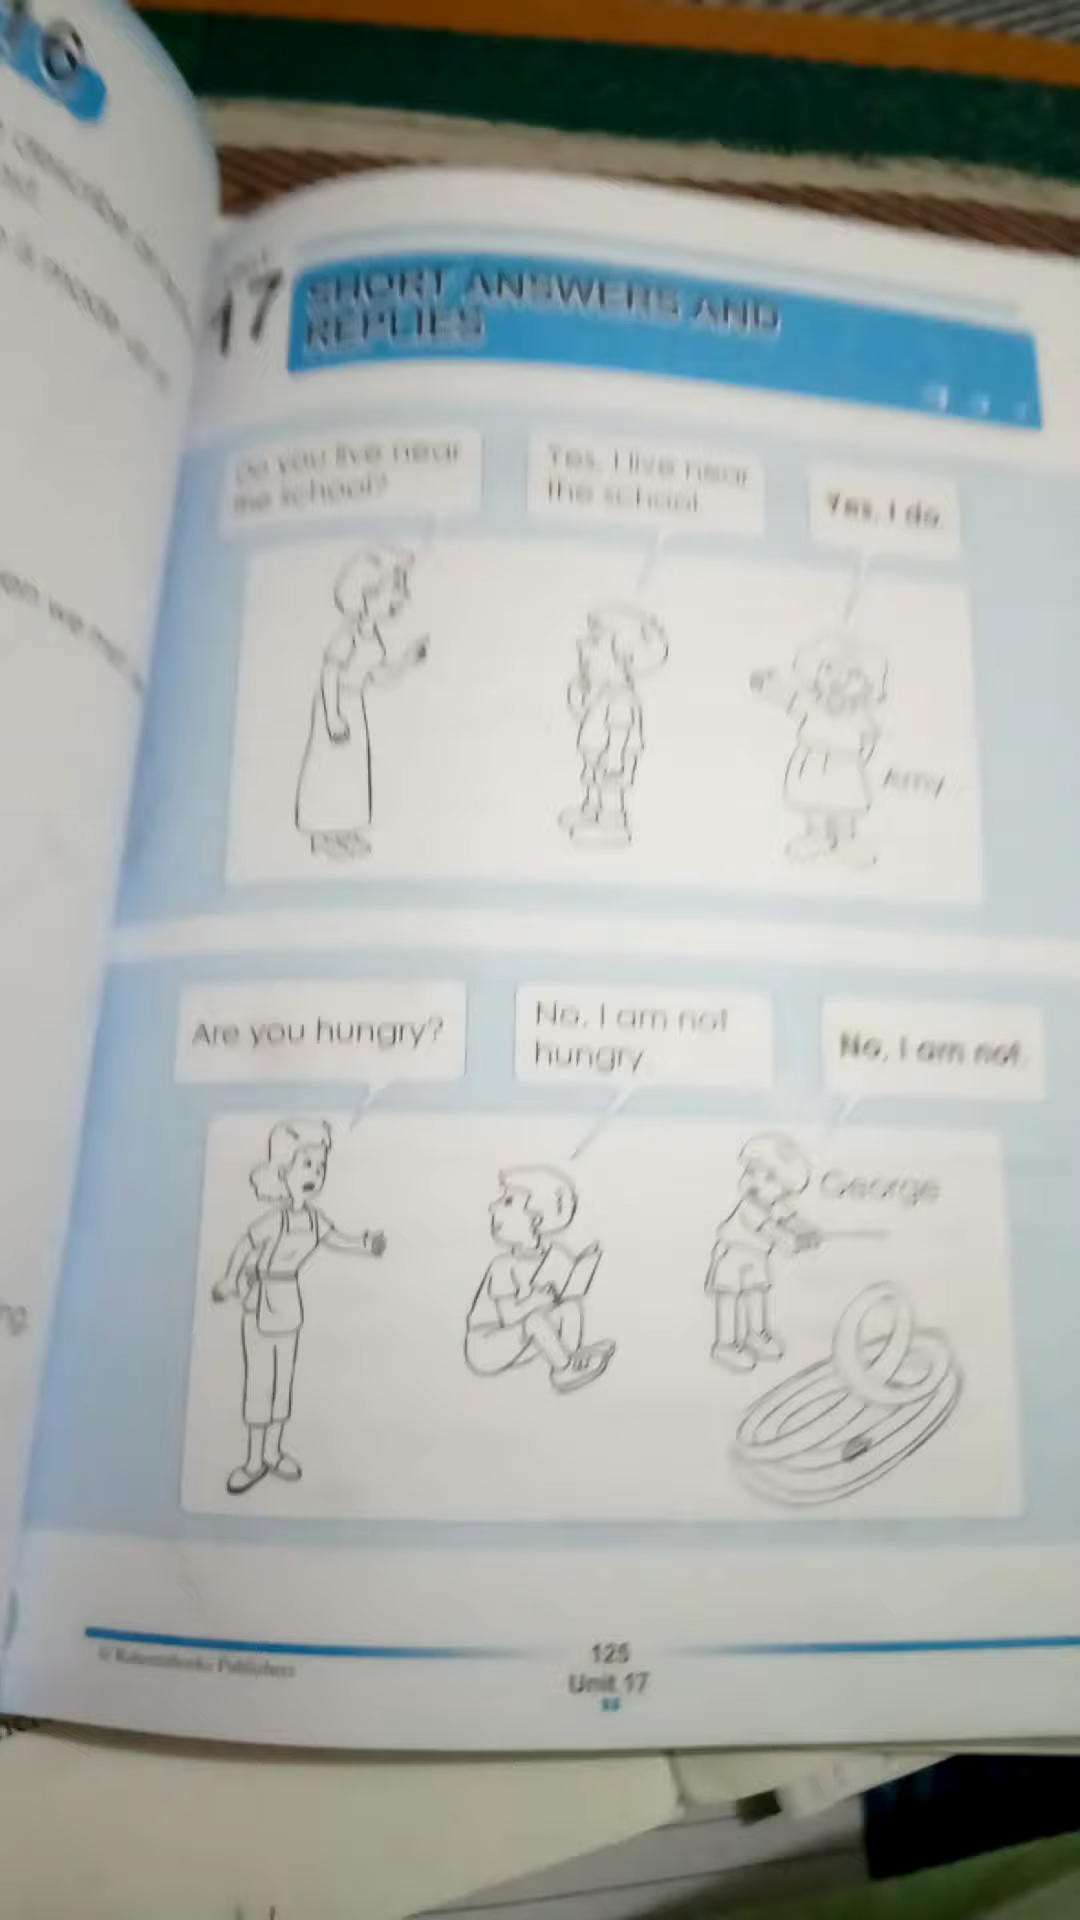 17
SHORT ANSWERS AND
REPLIES
Do you live near
the school?
Yes, I live near
the school.
Yes, I do.
Amy
Are you hungry?
No, I am not
hungry.
No, I am not.
George
125
Unit 17
Publishers